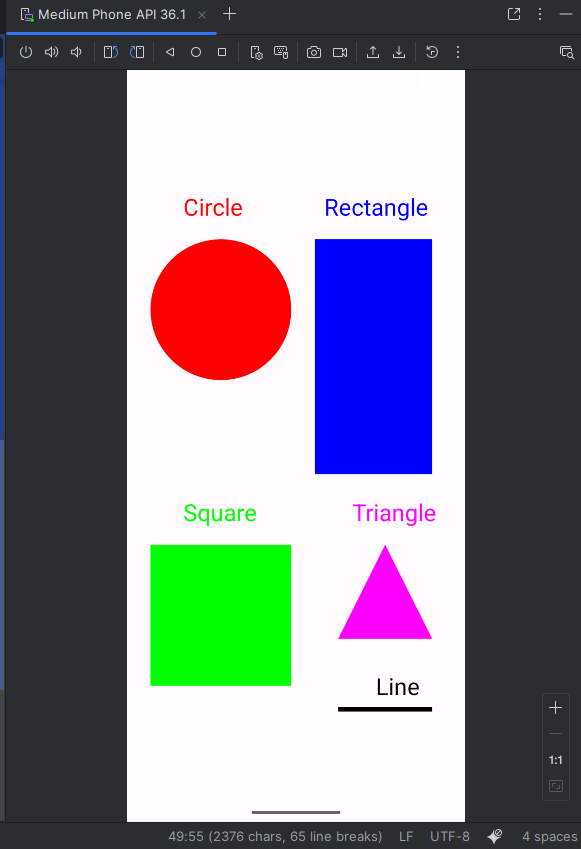 Medium Phone API 36.1
Circle
Rectangle
Square
Triangle
Line
1:1
49:55 (2376 chars, 65 line breaks)
LF
UTF-8
4 spaces